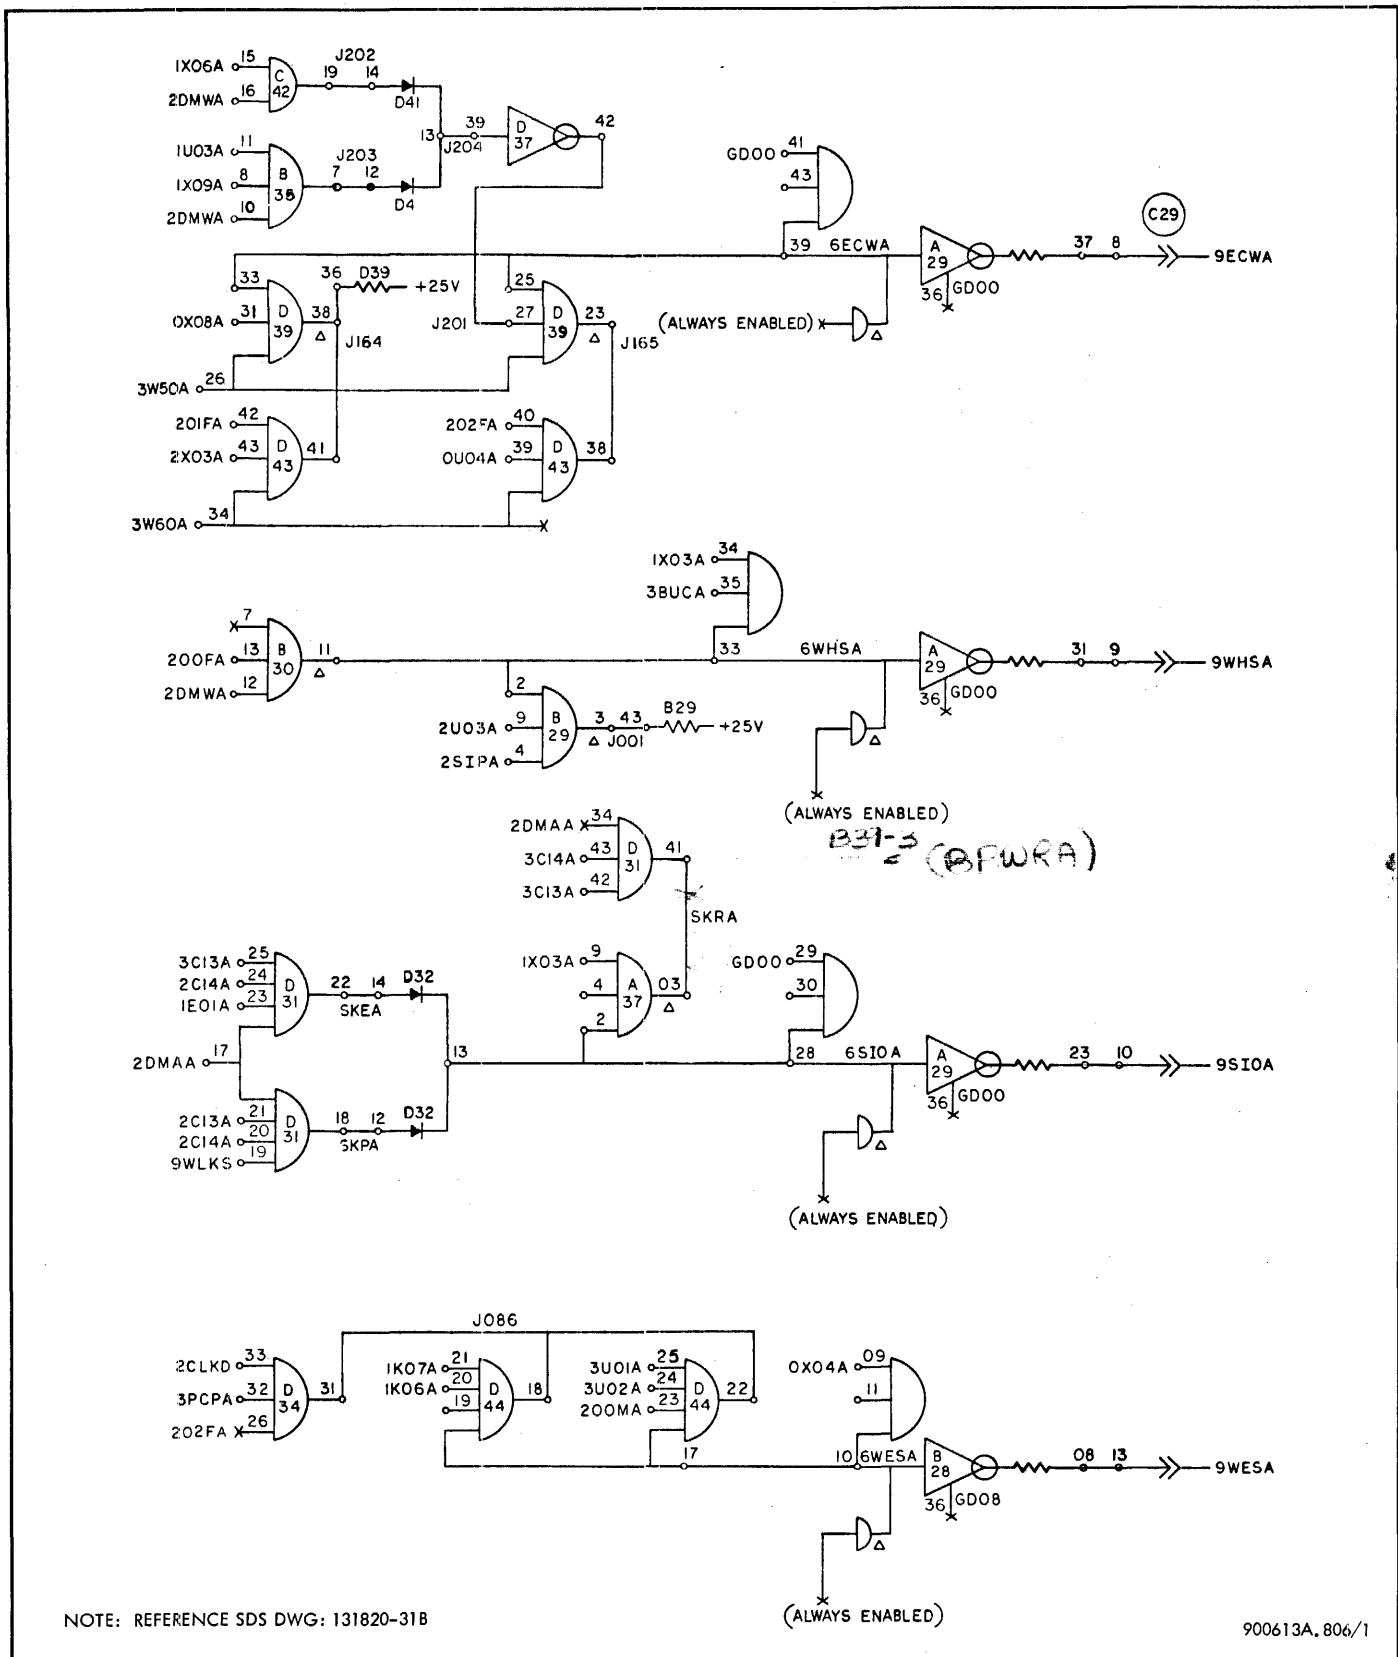 1X06A 15 J202
C 42 19 14
2DMWA 16 D41
13 39 J204 D 37 42
1U03A 11 J203
1X09A 8 B 7 12
2DMWA 10 D4
GD00 41
43
39 6ECWA A 29 37 8 C29 9ECWA
36 GD00
(ALWAYS ENABLED) △
33 36 D39 +25V
0X08A 31 D 39 38 △ J164
25
J201 27 D 39 23 △ J165
3W50A 26
201FA 42
2X03A 43 D 43 41
202FA 40
0U04A 39 D 43 38
3W60A 34
7
200FA 13 B 30 11 △
2DMWA 12
1X03A 34
3BUCA 35
33 6WHSA A 29 31 9 9WHSA
36 GD00
2
2U03A 9 B 29 3 43 B29 +25V
△ J001
2SIPA 4
△
(ALWAYS ENABLED)
B37-3
2DMAA 34
3C14A 43 D 31 41
3C13A 42
SKRA
1X03A 9
4 A 37 03 △
2
3C13A 25
2C14A 24 D 31 22 14 D32
1E01A 23 SKEA
2DMAA 17
13
2C13A 21
2C14A 20 D 31 18 12 D32
9WLKS 19 SKPA
GD00 29
30
28 6SIOA A 29 23 10 9SIOA
36 GD00
△
(ALWAYS ENABLED)
J086
2CLKD 33
3PCPA 32 D 34 31
202FA 26
1K07A 21
1K06A 20 D 44 18
19
3U01A 25
3U02A 24 D 44 22
200MA 23
17
0X04A 09
11
10 6WESA B 28 08 13 9WESA
36 GD08
△
(ALWAYS ENABLED)
NOTE: REFERENCE SDS DWG: 131820-31B
900613A.806/1